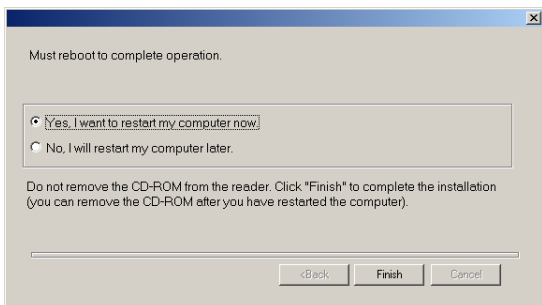 Must reboot to complete operation.
Yes, I want to restart my computer now.
No, I will restart my computer later.
Do not remove the CD-ROM from the reader. Click "Finish" to complete the installation
(you can remove the CD-ROM after you have restarted the computer).
<Back Finish Cancel